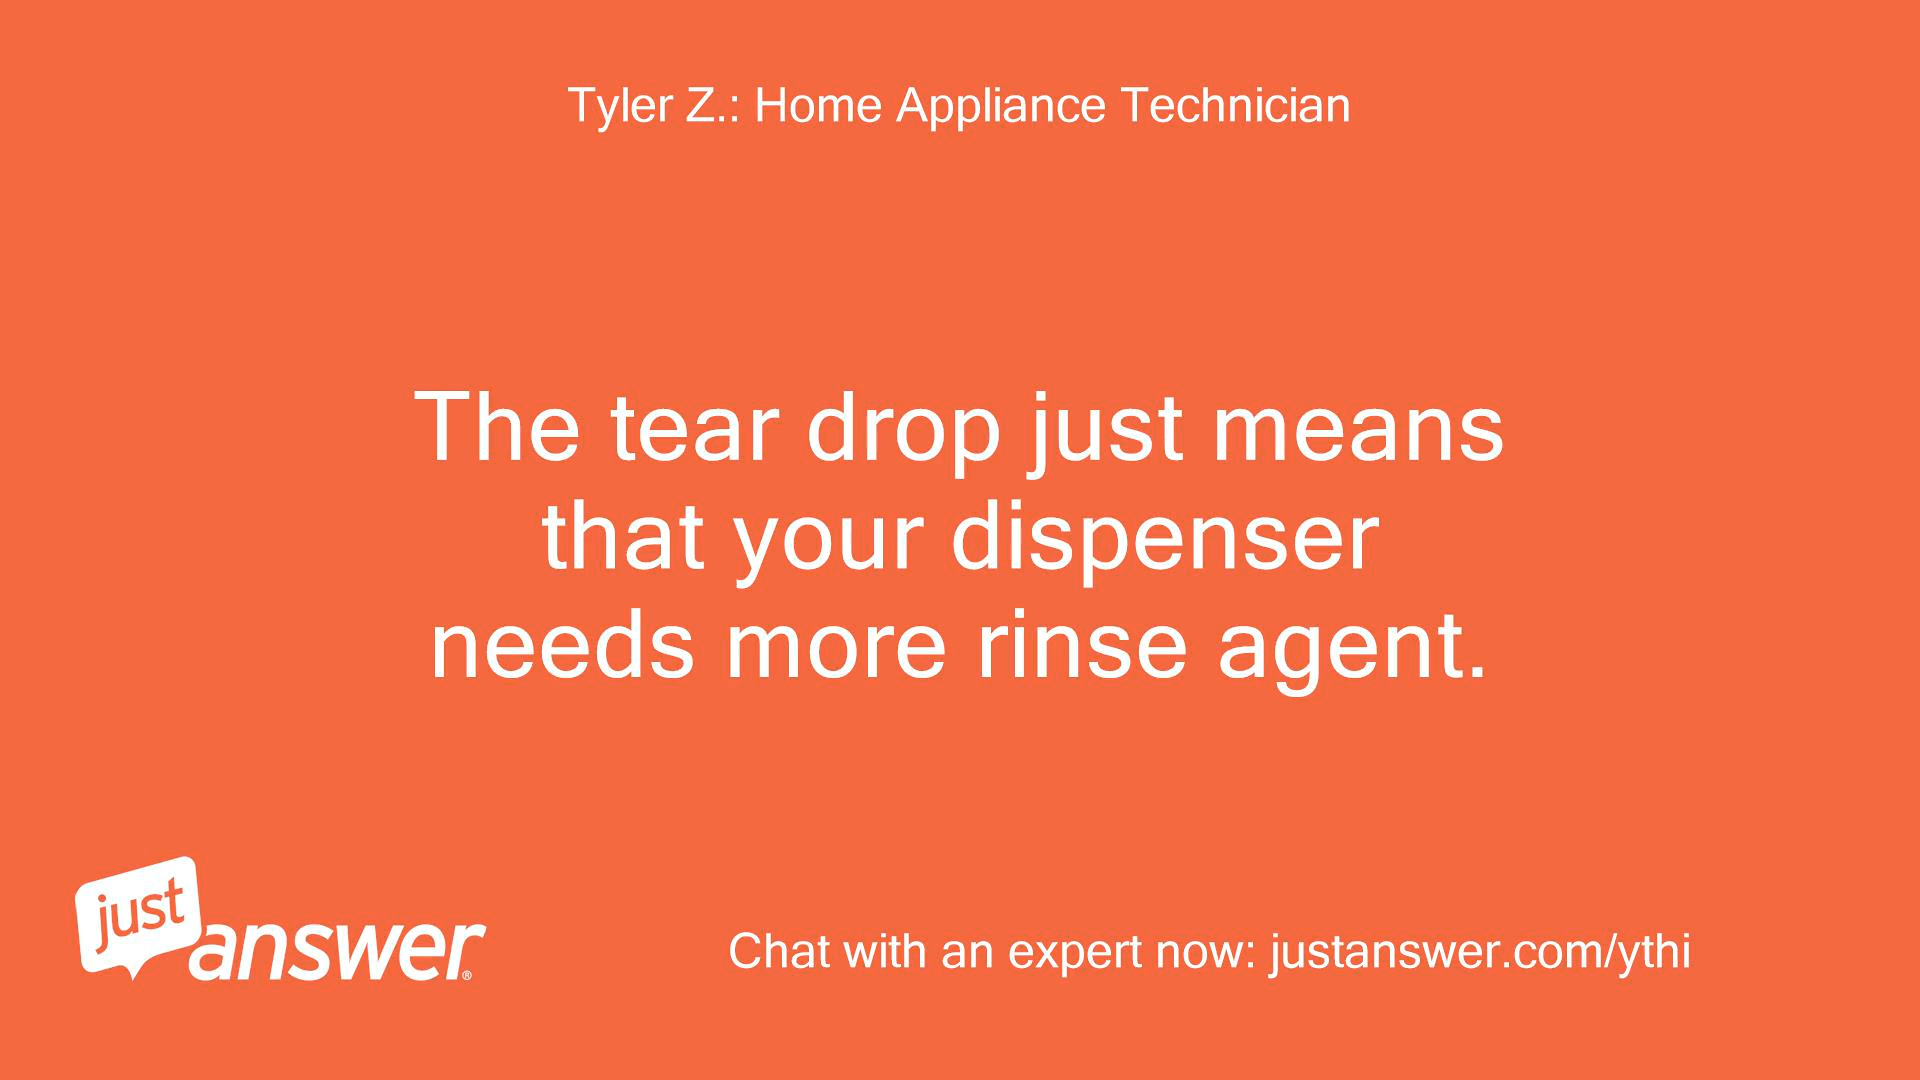 Tyler Z.: Home Appliance Technician
The tear drop just means
that your dispenser
needs more rinse agent.
just
answer®
Chat with an expert now: justanswer.com/ythi